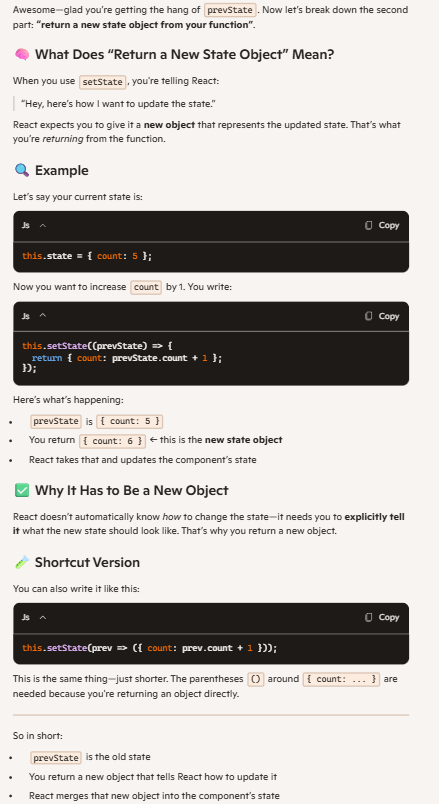 Awesome—glad you're getting the hang of prevState. Now let's break down the second
part: “return a new state object from your function”.
🧠 What Does “Return a New State Object” Mean?
When you use setState, you're telling React:
“Hey, here's how I want to update the state.”
React expects you to give it a new object that represents the updated state. That's what
you're returning from the function.
🔍 Example
Let's say your current state is:
Js Copy
this.state = { count: 5 };
Now you want to increase count by 1. You write:
Js Copy
this.setState((prevState) => {
  return { count: prevState.count + 1 };
});
Here's what's happening:
• prevState is { count: 5 }
• You return { count: 6 } ← this is the new state object
• React takes that and updates the component's state
✅ Why It Has to Be a New Object
React doesn't automatically know how to change the state—it needs you to explicitly tell
it what the new state should look like. That's why you return a new object.
🧪 Shortcut Version
You can also write it like this:
Js Copy
this.setState(prev => ({ count: prev.count + 1 }));
This is the same thing—just shorter. The parentheses () around { count: ... } are
needed because you're returning an object directly.
So in short:
• prevState is the old state
• You return a new object that tells React how to update it
• React merges that new object into the component's state